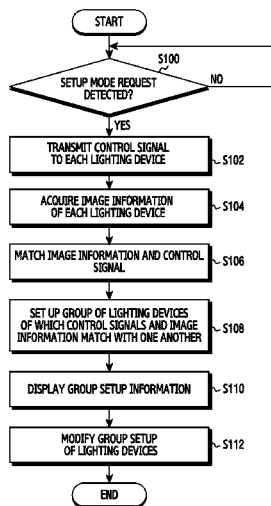 START
S100
SETUP MODE REQUEST
DETECTED?
NO
YES
TRANSMIT CONTROL SIGNAL
TO EACH LIGHTING DEVICE
S102
ACQUIRE IMAGE INFORMATION
OF EACH LIGHTING DEVICE
S104
MATCH IMAGE INFORMATION AND CONTROL
SIGNAL
S106
SET UP GROUP OF LIGHTING DEVICES
OF WHICH CONTROL SIGNALS AND IMAGE
INFORMATION MATCH WITH ONE ANOTHER
S108
DISPLAY GROUP SETUP INFORMATION
S110
MODIFY GROUP SETUP
OF LIGHTING DEVICES
S112
END